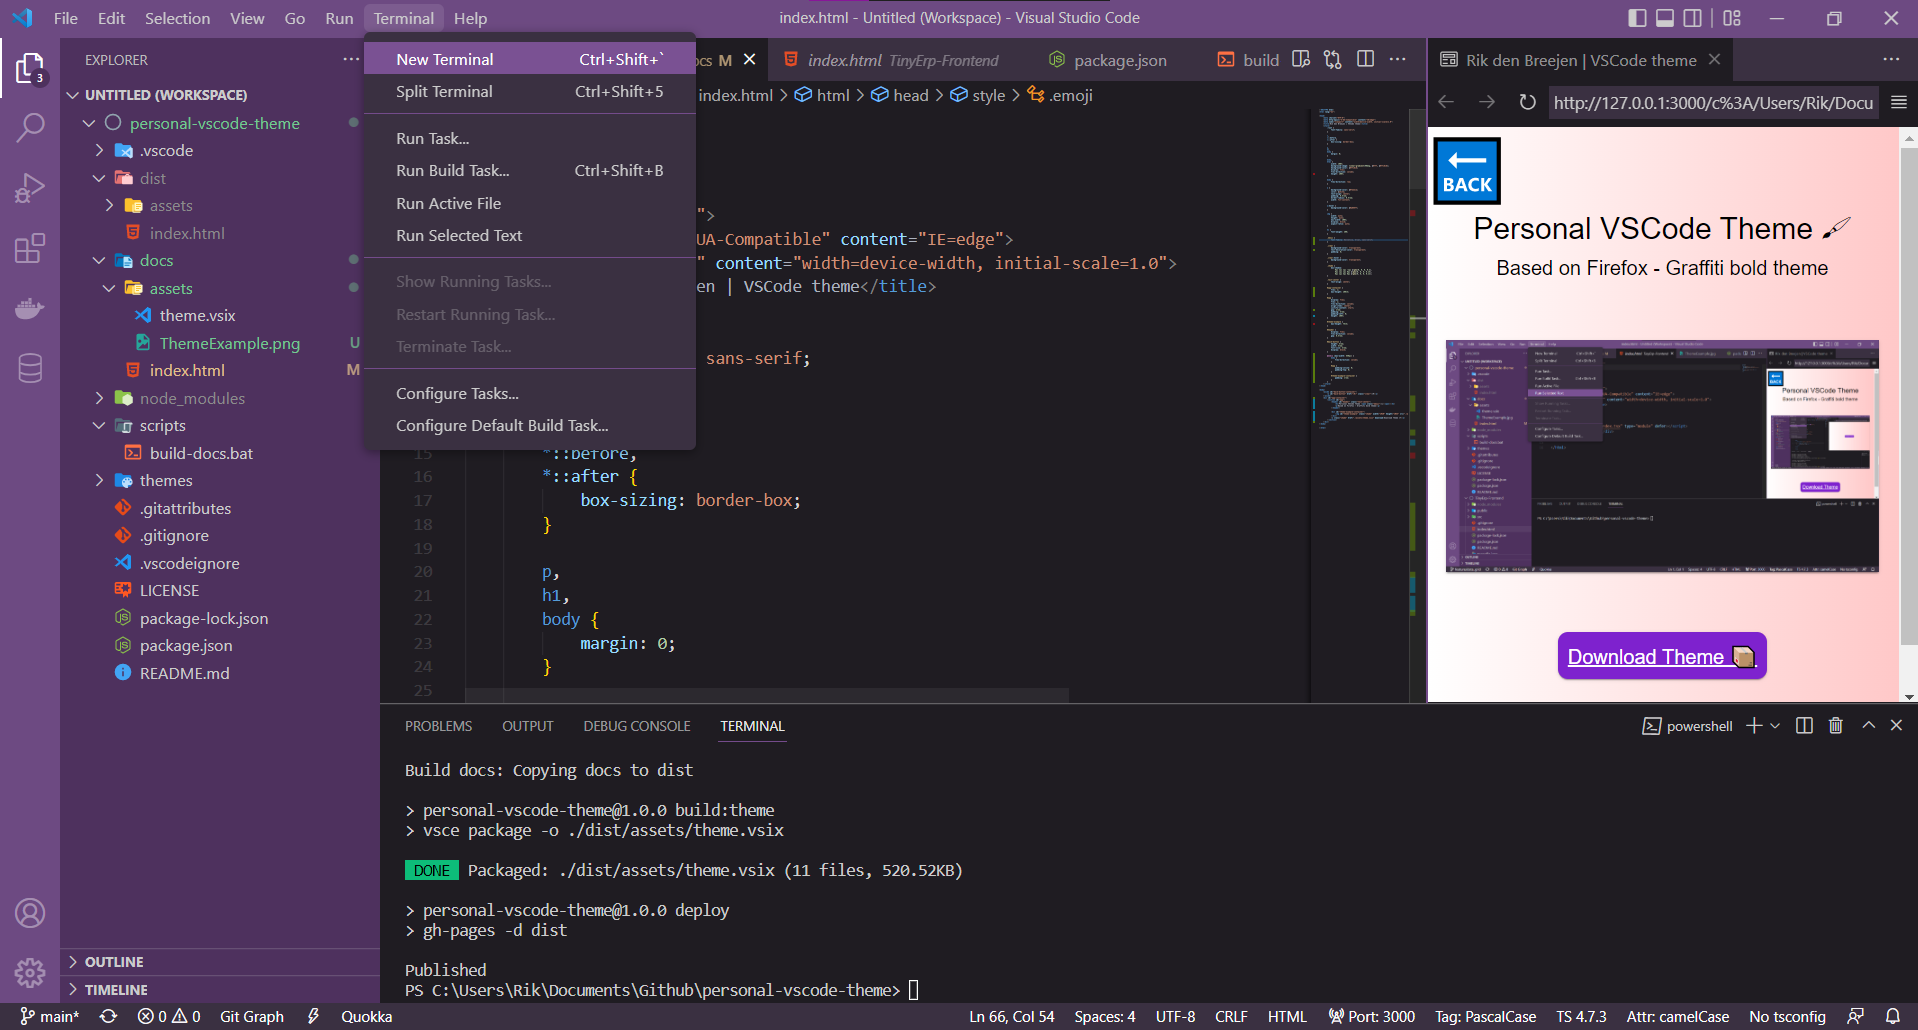 File Edit Selection View Go Run Terminal Help
index.html - Untitled (Workspace) - Visual Studio Code
3
EXPLORER
UNTITLED (WORKSPACE)
personal-vscode-theme
.vscode
dist
assets
index.html
docs
assets
theme.vsix
ThemeExample.png U
index.html M
node_modules
scripts
build-docs.bat
themes
.gitattributes
.gitignore
.vscodeignore
LICENSE
package-lock.json
package.json
README.md
OUTLINE
TIMELINE
New Terminal Ctrl+Shift+`
Split Terminal Ctrl+Shift+5
Run Task...
Run Build Task... Ctrl+Shift+B
Run Active File
Run Selected Text
Show Running Tasks...
Restart Running Task...
Terminate Task...
Configure Tasks...
Configure Default Build Task...
ocs M
index.html TinyErp-Frontend
package.json
build
index.html > html > head > style > .emoji
">
UA-Compatible" content="IE=edge">
" content="width=device-width, initial-scale=1.0">
en | VSCode theme</title>
sans-serif;
15 *::before,
16 *::after {
17 box-sizing: border-box;
18 }
19
20 p,
21 h1,
22 body {
23 margin: 0;
24 }
25
Rik den Breejen | VSCode theme
http://127.0.0.1:3000/c%3A/Users/Rik/Docu
BACK
Personal VSCode Theme
Based on Firefox - Graffiti bold theme
Personal VSCode Theme
Based on Firefox - Graffiti bold theme
Download Theme
Download Theme
PROBLEMS OUTPUT DEBUG CONSOLE TERMINAL
powershell
Build docs: Copying docs to dist
> personal-vscode-theme@1.0.0 build:theme
> vsce package -o ./dist/assets/theme.vsix
DONE Packaged: ./dist/assets/theme.vsix (11 files, 520.52KB)
> personal-vscode-theme@1.0.0 deploy
> gh-pages -d dist
Published
PS C:\Users\Rik\Documents\Github\personal-vscode-theme>
main* 0 0 Git Graph Quokka
Ln 66, Col 54 Spaces: 4 UTF-8 CRLF HTML Port: 3000 Tag: PascalCase TS 4.7.3 Attr: camelCase No tsconfig